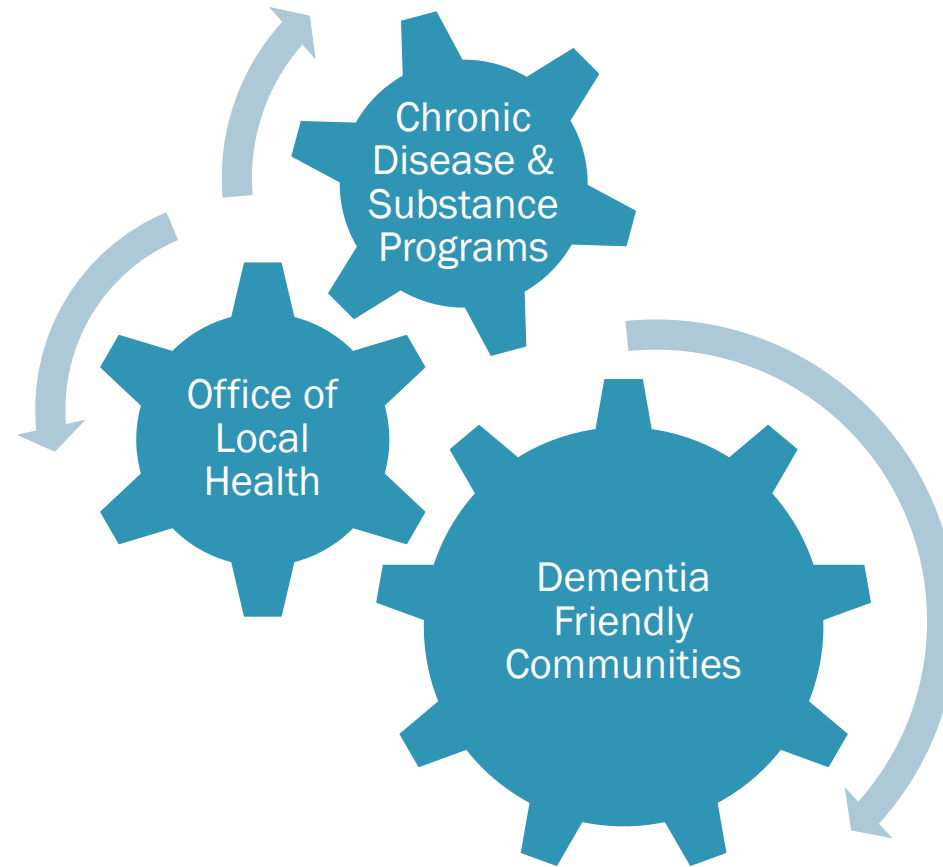 Chronic
Disease &
Substance
Programs
Office of
Local
Health
Dementia
Friendly
Communities